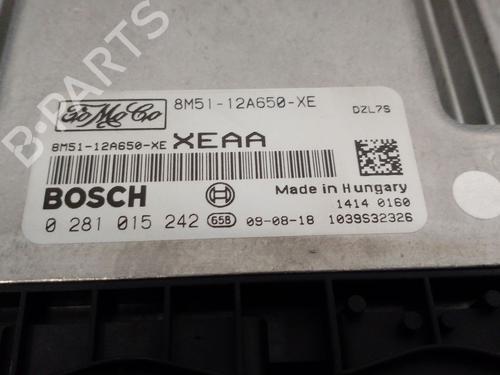 FoMoCo 8M51-12A650-XE DZL7S
8M51-12A650-XE XEAA
BOSCH Made in Hungary
1414 0160
0 281 015 242 65B 09-08-18 1039S32326
B-PARTS